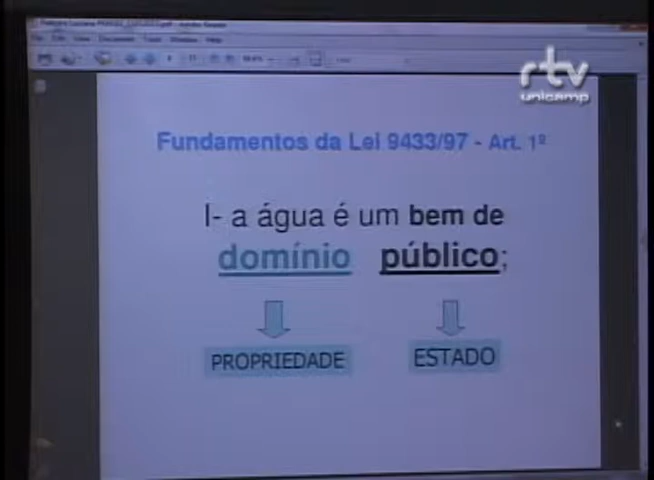 rtv
unicamp
Fundamentos da Lei 9433/97 - Art. 1º
I- a água é um bem de
domínio público;
PROPRIEDADE ESTADO